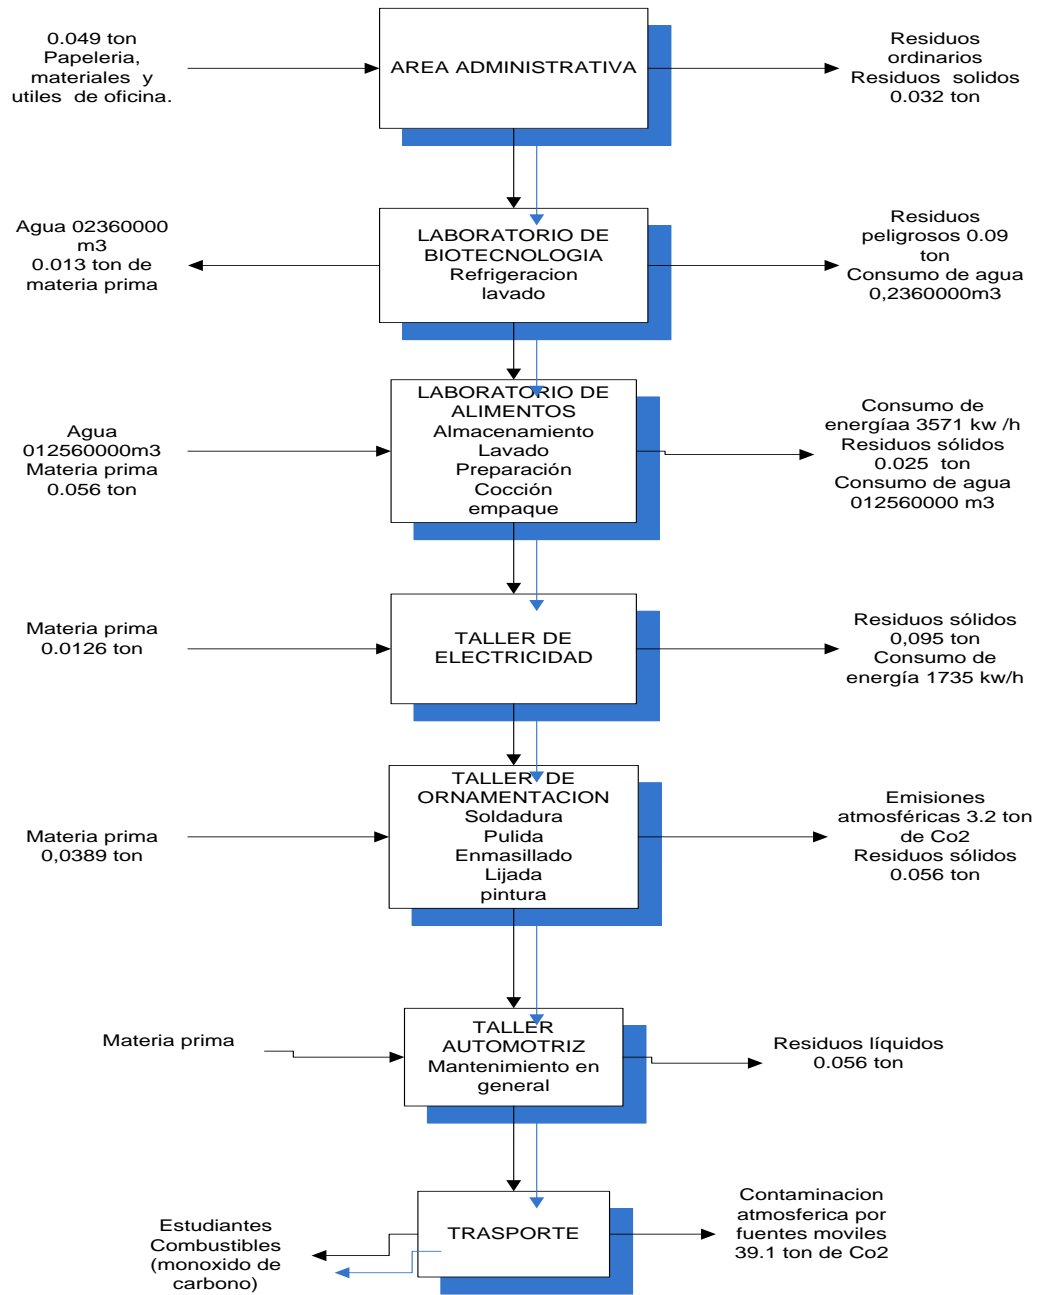 0.049 ton
Papeleria,
materiales y
utiles de oficina.
AREA ADMINISTRATIVA
Residuos
ordinarios
Residuos solidos
0.032 ton
Agua 02360000
m3
0.013 ton de
materia prima
LABORATORIO DE
BIOTECNOLOGIA
Refrigeracion
lavado
Residuos
peligrosos 0.09
ton
Consumo de agua
0,2360000m3
Agua
012560000m3
Materia prima
0.056 ton
LABORATORIO DE
ALIMENTOS
Almacenamiento
Lavado
Preparación
Cocción
empaque
Consumo de
energíaa 3571 kw /h
Residuos sólidos
0.025 ton
Consumo de agua
012560000 m3
Materia prima
0.0126 ton
TALLER DE
ELECTRICIDAD
Residuos sólidos
0,095 ton
Consumo de
energía 1735 kw/h
Materia prima
0,0389 ton
TALLER DE
ORNAMENTACION
Soldadura
Pulida
Enmasillado
Lijada
pintura
Emisiones
atmosféricas 3.2 ton
de Co2
Residuos sólidos
0.056 ton
Materia prima
TALLER
AUTOMOTRIZ
Mantenimiento en
general
Residuos líquidos
0.056 ton
Estudiantes
Combustibles
(monoxido de
carbono)
TRASPORTE
Contaminacion
atmosferica por
fuentes moviles
39.1 ton de Co2